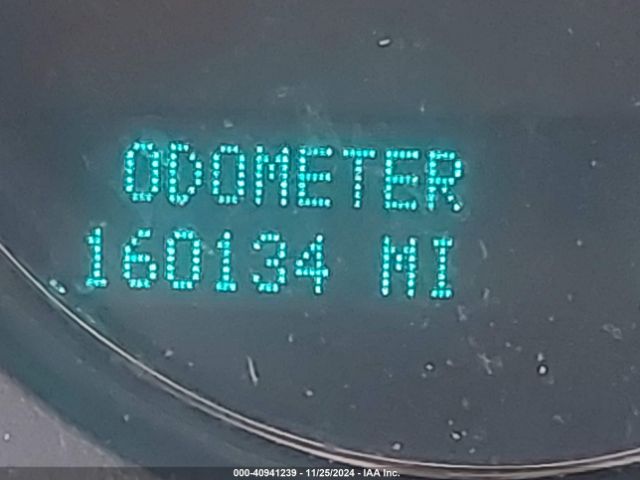 ODOMETER
160134 MI
000-40941239 - 11/25/2024 - IAA Inc.